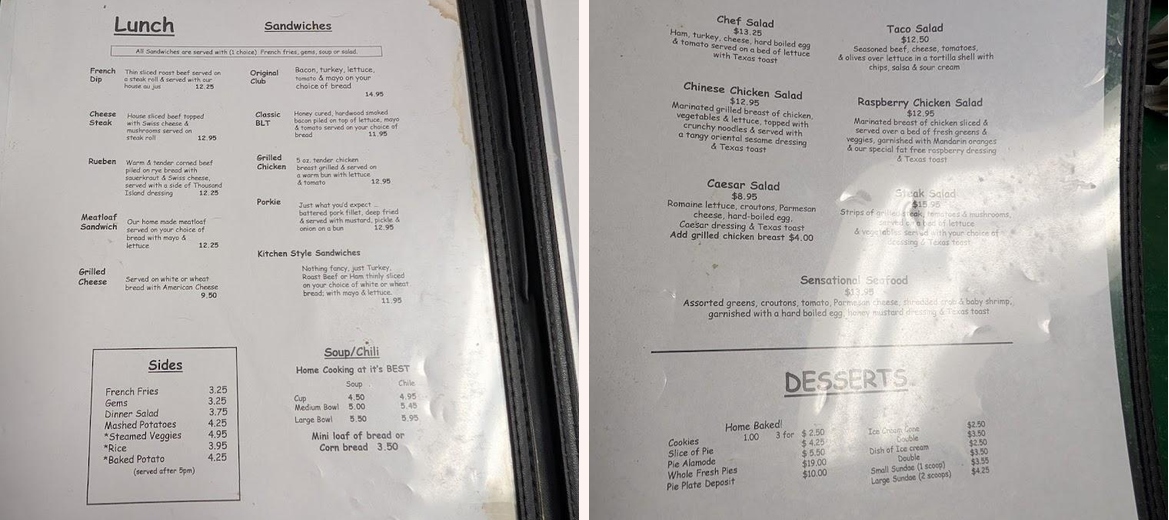 Lunch
Sandwiches
All Sandwiches are served with (1 choice) French fries, gems, soup or salad.
French
Dip
Thin sliced roast beef served on
a steak roll & served with our
house au jus 12.25
Cheese
Steak
House sliced beef topped
with Swiss cheese &
mushrooms served on
steak roll 12.95
Rueben
Warm & tender corned beef
piled on rye bread with
sauerkraut & Swiss cheese,
served with a side of Thousand
Island dressing 12.25
Meatloaf
Sandwich
Our home made meatloaf
served on your choice of
bread with mayo &
lettuce 12.25
Grilled
Cheese
Served on white or wheat
bread with American Cheese
9.50
Original
Club
Bacon, turkey, lettuce,
tomato & mayo on your
choice of bread
14.95
Classic
BLT
Honey cured, hardwood smoked
bacon piled on top of lettuce, mayo
& tomato served on your choice of
bread 11.95
Grilled
Chicken
5 oz. tender chicken
breast grilled & served on
a warm bun with lettuce
& tomato 12.95
Porkie
Just what you'd expect ...
battered pork fillet, deep fried
& served with mustard, pickle &
onion on a bun 12.95
Kitchen Style Sandwiches
Nothing fancy, just Turkey,
Roast Beef or Ham thinly sliced
on your choice of white or wheat
bread; with mayo & lettuce.
11.95
Sides
French Fries 3.25
Gems 3.25
Dinner Salad 3.75
Mashed Potatoes 4.25
*Steamed Veggies 4.95
*Rice 3.95
*Baked Potato 4.25
(served after 5pm)
Soup/Chili
Home Cooking at it's BEST
Soup Chile
Cup 4.50 4.95
Medium Bowl 5.00 5.45
Large Bowl 5.50 5.95
Mini loaf of bread or
Corn bread 3.50
Chef Salad
$13.25
Ham, turkey, cheese, hard boiled egg
& tomato served on a bed of lettuce
with Texas toast
Taco Salad
$12.50
Seasoned beef, cheese, tomatoes,
& olives over lettuce in a tortilla shell with
chips, salsa & sour cream
Chinese Chicken Salad
$12.95
Marinated grilled breast of chicken,
vegetables & lettuce, topped with
crunchy noodles & served with
a tangy oriental sesame dressing
& Texas toast
Raspberry Chicken Salad
$12.95
Marinated breast of chicken sliced &
served over a bed of fresh greens &
veggies, garnished with Mandarin oranges
& our special fat free raspberry dressing
& Texas toast
Caesar Salad
$8.95
Romaine lettuce, croutons, Parmesan
cheese, hard-boiled egg,
Caesar dressing & Texas toast
Add grilled chicken breast $4.00
Steak Salad
$15.95
Strips of grilled steak, tomatoes & mushrooms,
served on a bed of lettuce
& vegetables served with your choice of
dressing & Texas toast
Sensational Seafood
$13.95
Assorted greens, croutons, tomato, Parmesan cheese, shredded crab & baby shrimp,
garnished with a hard boiled egg, honey mustard dressing & Texas toast
DESSERTS
Home Baked!
Cookies 1.00 3 for $ 2.50
Slice of Pie $ 4.25
Pie Alamode $ 5.50
Whole Fresh Pies $19.00
Pie Plate Deposit $10.00
Ice Cream Cone $2.50
Double $3.50
Dish of Ice cream $2.50
Double $3.50
Small Sundae (1 scoop) $3.55
Large Sundae (2 scoops) $4.25